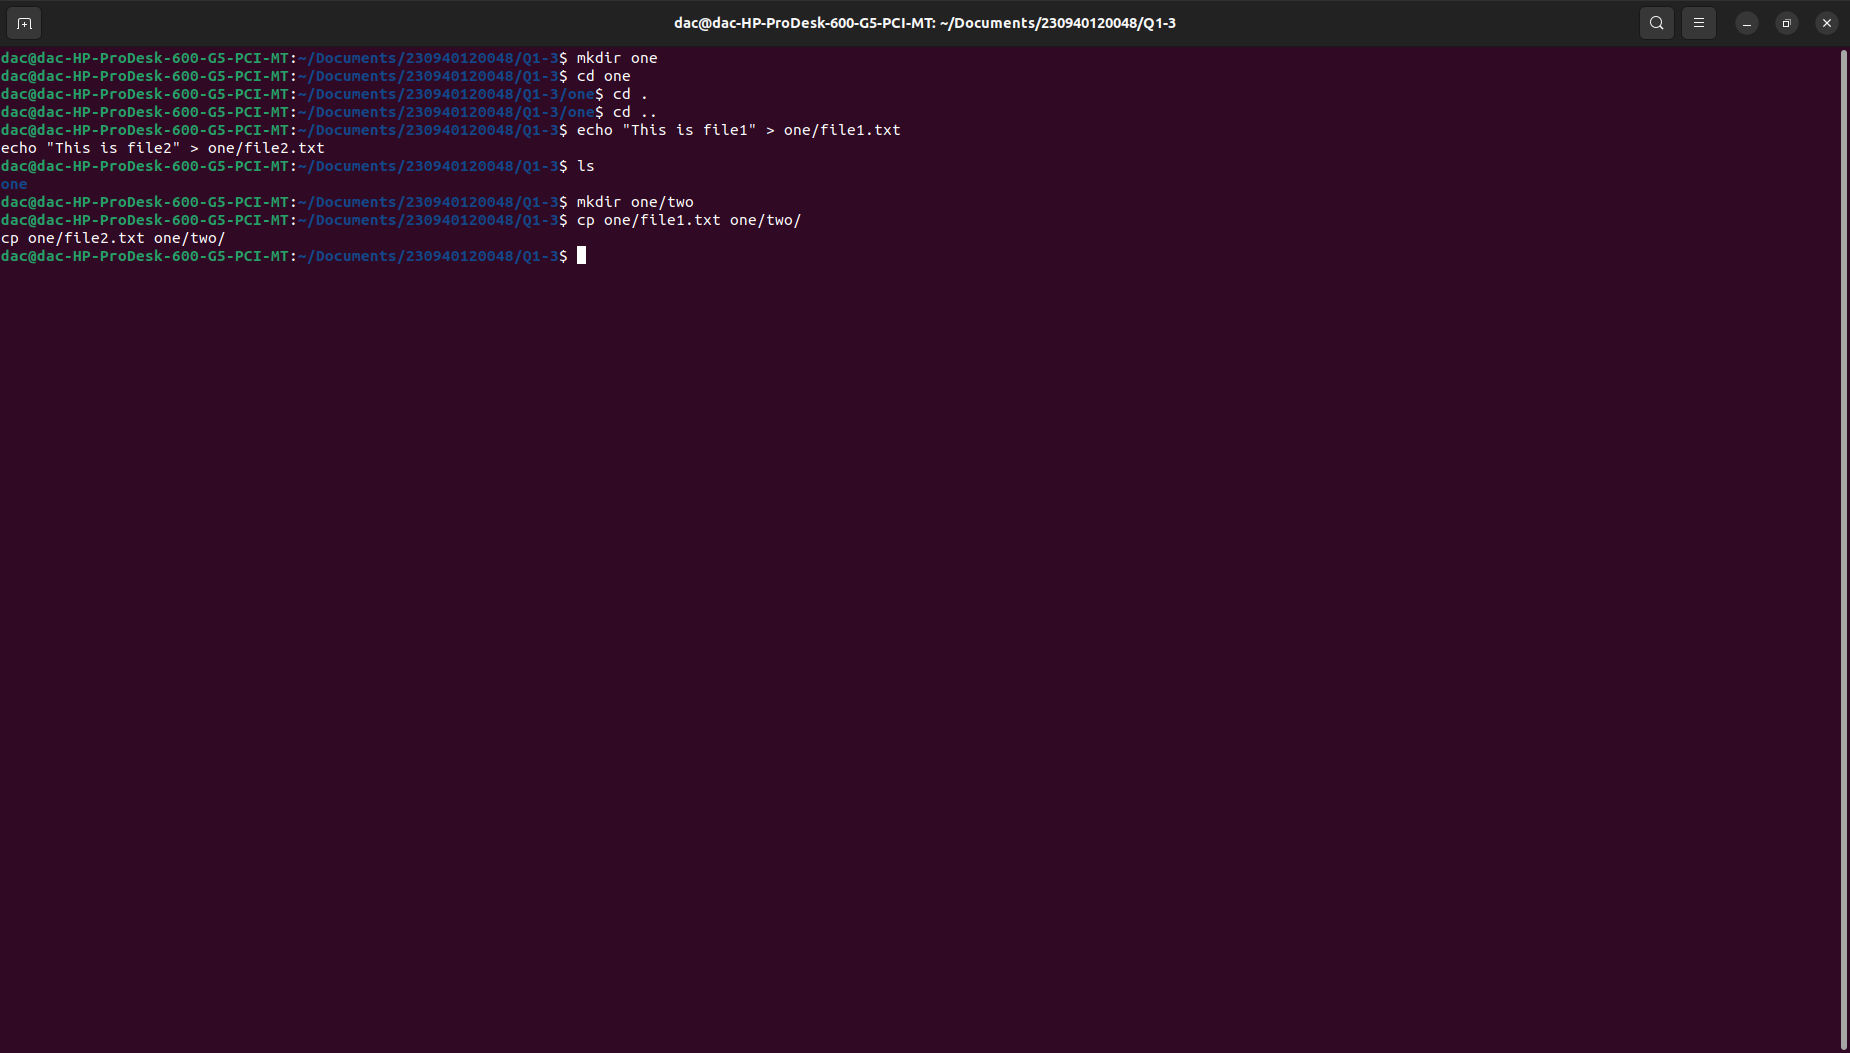 dac@dac-HP-ProDesk-600-G5-PCI-MT: ~/Documents/230940120048/Q1-3
dac@dac-HP-ProDesk-600-G5-PCI-MT:~/Documents/230940120048/Q1-3$ mkdir one
dac@dac-HP-ProDesk-600-G5-PCI-MT:~/Documents/230940120048/Q1-3$ cd one
dac@dac-HP-ProDesk-600-G5-PCI-MT:~/Documents/230940120048/Q1-3/one$ cd .
dac@dac-HP-ProDesk-600-G5-PCI-MT:~/Documents/230940120048/Q1-3/one$ cd ..
dac@dac-HP-ProDesk-600-G5-PCI-MT:~/Documents/230940120048/Q1-3$ echo "This is file1" > one/file1.txt
echo "This is file2" > one/file2.txt
dac@dac-HP-ProDesk-600-G5-PCI-MT:~/Documents/230940120048/Q1-3$ ls
one
dac@dac-HP-ProDesk-600-G5-PCI-MT:~/Documents/230940120048/Q1-3$ mkdir one/two
dac@dac-HP-ProDesk-600-G5-PCI-MT:~/Documents/230940120048/Q1-3$ cp one/file1.txt one/two/
cp one/file2.txt one/two/
dac@dac-HP-ProDesk-600-G5-PCI-MT:~/Documents/230940120048/Q1-3$